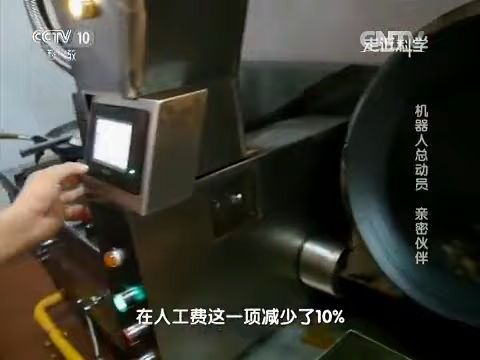 CCTV 10
科教
CNTV
走近科学
机器人总动员 亲密伙伴
在人工费这一项减少了10%